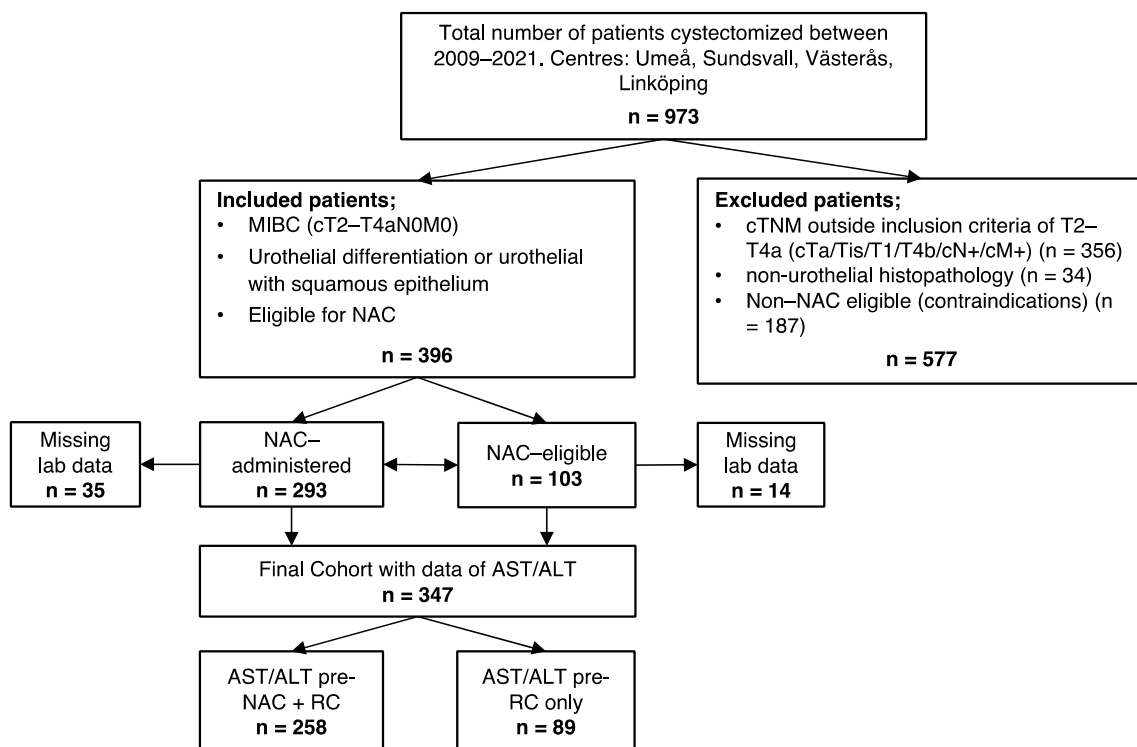 Total number of patients cystectomized between
2009–2021. Centres: Umeå, Sundsvall, Västerås,
Linköping
n = 973
Included patients;
• MIBC (cT2–T4aN0M0)
• Urothelial differentiation or urothelial
with squamous epithelium
• Eligible for NAC
n = 396
Excluded patients;
• cTNM outside inclusion criteria of T2–
T4a (cTa/Tis/T1/T4b/cN+/cM+) (n = 356)
• non-urothelial histopathology (n = 34)
• Non–NAC eligible (contraindications) (n
= 187)
n = 577
Missing
lab data
n = 35
NAC–
administered
n = 293
NAC–eligible
n = 103
Missing
lab data
n = 14
Final Cohort with data of AST/ALT
n = 347
AST/ALT pre-
NAC + RC
n = 258
AST/ALT pre-
RC only
n = 89